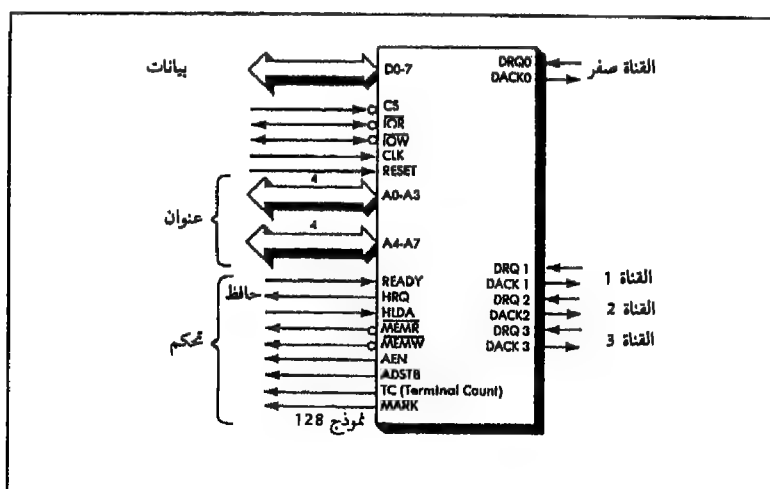 بيانات
D0-7
DRQ0
DACK0
القناة صفر
CS
IOR
IOW
CLK
RESET
4
A0-A3
عنوان
4
A4-A7
DRQ 1
READY
DACK 1
القناة 1
حافظ
HRQ
DRQ 2
HLDA
DACK2
القناة 2
MEMR
DRQ 3
تحكم
MEMW
DACK 3
القناة 3
AEN
ADSTB
TC (Terminal Count)
MARK
نموذج 128